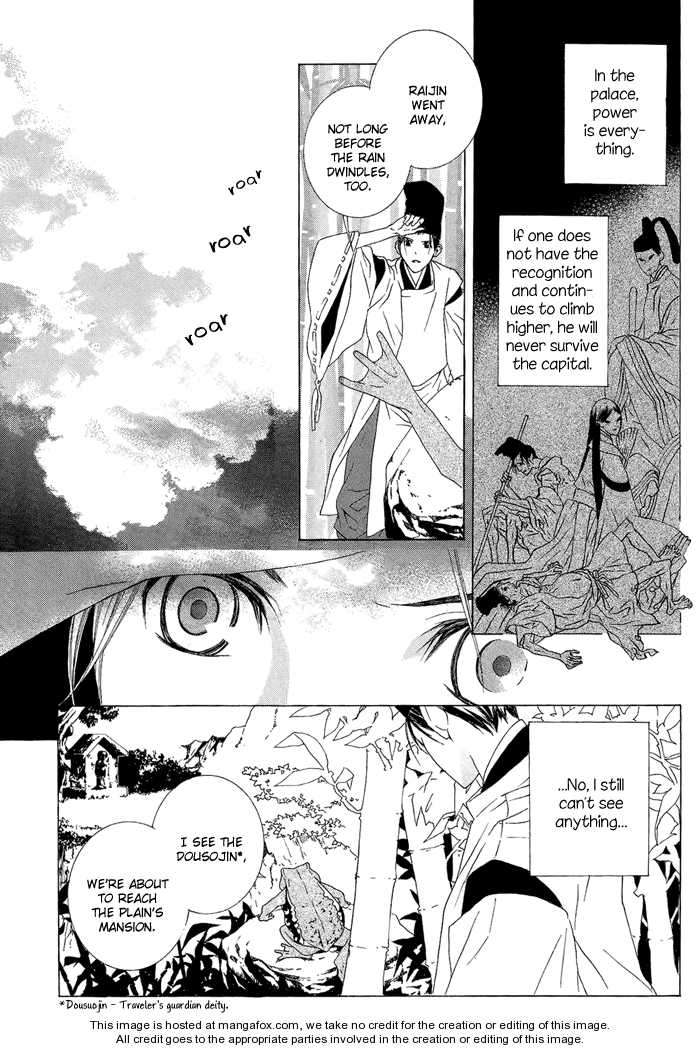 In the
palace,
power
is every-
thing.
If one does
not have the
recognition
and contin-
ues to climb
higher, he will
never survive
the capital.
RAIJIN
WENT
AWAY,
NOT LONG
BEFORE
THE RAIN
DWINDLES,
TOO.
roar
roar
roar
...No, I still
can't see
anything...
I SEE THE
DOUSOJIN*,
WE'RE ABOUT
TO REACH
THE PLAIN'S
MANSION.
*Dousuojin - Traveler's guardian deity.
This image is hosted at mangafox.com, we take no credit for the creation or editing of this image.
All credit goes to the appropriate parties involved in the creation or editing of this image.